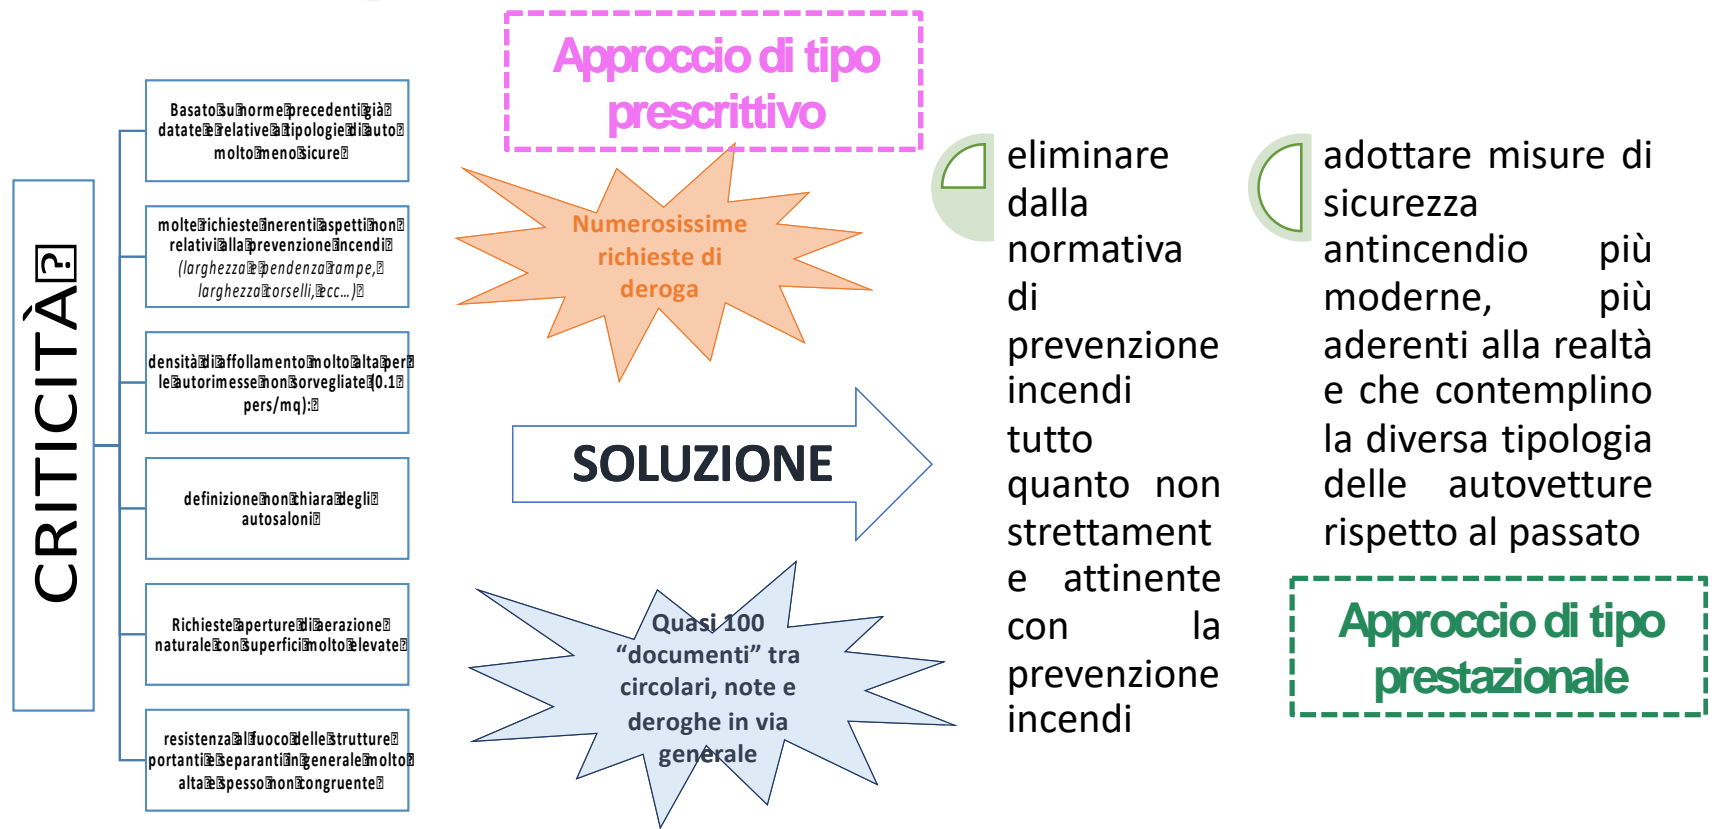 CRITICITÀ
Basato su norme precedenti già
datate e relative a tipologie di auto
molto meno sicure
molte richieste inerenti aspetti non
relativi alla prevenzione incendi
(larghezza e pendenza rampe,
larghezza corselli, ecc…)
densità di affollamento molto alta per
le autorimesse non sorvegliate (0.1
pers/mq):
definizione non chiara degli
autosaloni
Richieste aperture di aerazione
naturale con superfici molto elevate
resistenza al fuoco delle strutture
portanti e separanti in generale molto
alta e spesso non congruente
Approccio di tipo
prescrittivo
Numerosissime
richieste di
deroga
SOLUZIONE
Quasi 100
“documenti” tra
circolari, note e
deroghe in via
generale
eliminare
dalla
normativa
di
prevenzione
incendi
tutto
quanto non
strettament
e attinente
con la
prevenzione
incendi
adottare misure di
sicurezza
antincendio più
moderne, più
aderenti alla realtà
e che contemplino
la diversa tipologia
delle autovetture
rispetto al passato
Approccio di tipo
prestazionale